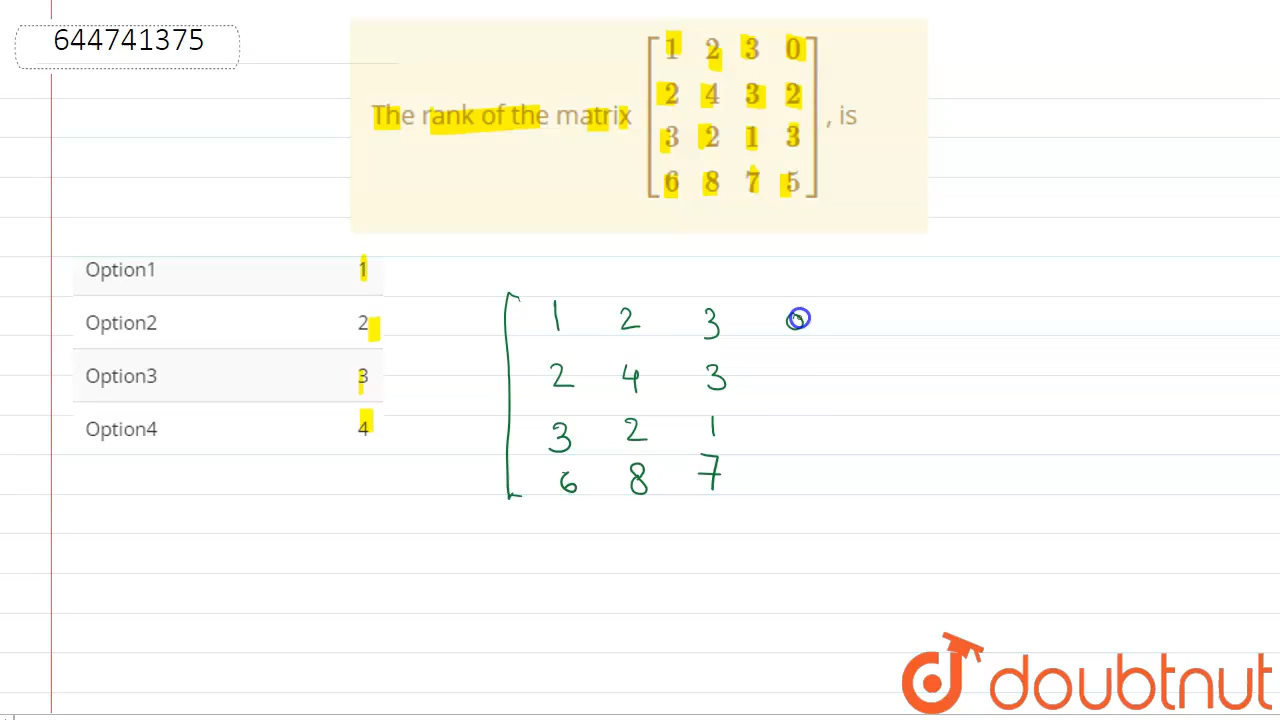 644741375
1 2 3 0
2 4 3 2
The rank of the matrix , is
3 2 1 3
6 8 7 5
Option1 1
Option2 2
Option3 3
Option4 4
1 2 3 0
2 4 3
3 2 1
6 8 7
doubtnut